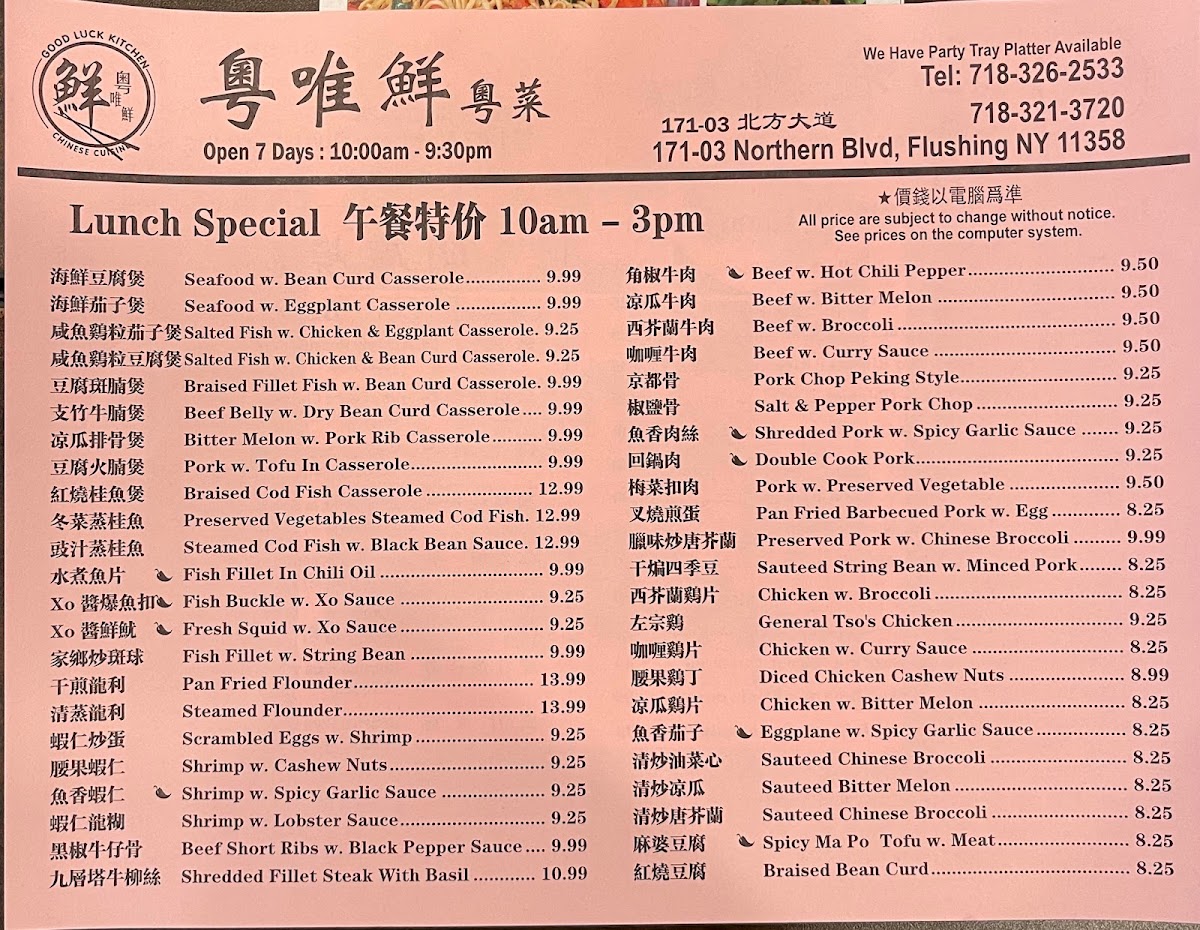 GOOD LUCK KITCHEN
鮮 粤唯鮮
CHINESE CUISINE
粵唯鮮粵菜
Open 7 Days : 10:00am - 9:30pm
We Have Party Tray Platter Available
Tel: 718-326-2533
718-321-3720
171-03 北方大道
171-03 Northern Blvd, Flushing NY 11358
Lunch Special 午餐特价 10am – 3pm
★價錢以電腦爲準
All price are subject to change without notice.
See prices on the computer system.
海鮮豆腐煲 Seafood w. Bean Curd Casserole............... 9.99
海鮮茄子煲 Seafood w. Eggplant Casserole ................. 9.99
咸魚鷄粒茄子煲 Salted Fish w. Chicken & Eggplant Casserole. 9.25
咸魚鷄粒豆腐煲 Salted Fish w. Chicken & Bean Curd Casserole. 9.25
豆腐斑腩煲 Braised Fillet Fish w. Bean Curd Casserole. 9.99
支竹牛腩煲 Beef Belly w. Dry Bean Curd Casserole.... 9.99
凉瓜排骨煲 Bitter Melon w. Pork Rib Casserole.......... 9.99
豆腐火腩煲 Pork w. Tofu In Casserole.......................... 9.99
紅燒桂魚煲 Braised Cod Fish Casserole ..................... 12.99
冬菜蒸桂魚 Preserved Vegetables Steamed Cod Fish. 12.99
豉汁蒸桂魚 Steamed Cod Fish w. Black Bean Sauce. 12.99
水煮魚片 Fish Fillet In Chili Oil ................................ 9.99
Xo 醬爆魚扣 Fish Buckle w. Xo Sauce ............................ 9.25
Xo 醬鮮魷 Fresh Squid w. Xo Sauce ............................ 9.25
家鄉炒斑球 Fish Fillet w. String Bean .......................... 9.99
干煎龍利 Pan Fried Flounder................................... 13.99
清蒸龍利 Steamed Flounder..................................... 13.99
蝦仁炒蛋 Scrambled Eggs w. Shrimp ......................... 9.25
腰果蝦仁 Shrimp w. Cashew Nuts.............................. 9.25
魚香蝦仁 Shrimp w. Spicy Garlic Sauce .................... 9.25
蝦仁龍糊 Shrimp w. Lobster Sauce............................ 9.25
黑椒牛仔骨 Beef Short Ribs w. Black Pepper Sauce.... 9.99
九層塔牛柳絲 Shredded Fillet Steak With Basil ............ 10.99
角椒牛肉 Beef w. Hot Chili Pepper............................ 9.50
凉瓜牛肉 Beef w. Bitter Melon ................................. 9.50
西芥蘭牛肉 Beef w. Broccoli ......................................... 9.50
咖喱牛肉 Beef w. Curry Sauce .................................. 9.50
京都骨 Pork Chop Peking Style............................. 9.25
椒鹽骨 Salt & Pepper Pork Chop .......................... 9.25
魚香肉絲 Shredded Pork w. Spicy Garlic Sauce ...... 9.25
回鍋肉 Double Cook Pork...................................... 9.25
梅菜扣肉 Pork w. Preserved Vegetable .................... 9.50
叉燒煎蛋 Pan Fried Barbecued Pork w. Egg ............. 8.25
臘味炒唐芥蘭 Preserved Pork w. Chinese Broccoli ......... 9.99
干煸四季豆 Sauteed String Bean w. Minced Pork........ 8.25
西芥蘭鷄片 Chicken w. Broccoli................................... 8.25
左宗鷄 General Tso's Chicken................................ 9.25
咖喱鷄片 Chicken w. Curry Sauce ............................ 8.25
腰果鷄丁 Diced Chicken Cashew Nuts ..................... 8.99
凉瓜鷄片 Chicken w. Bitter Melon ........................... 8.25
魚香茄子 Eggplane w. Spicy Garlic Sauce.................. 8.25
清炒油菜心 Sauteed Chinese Broccoli ......................... 8.25
清炒凉瓜 Sauteed Bitter Melon ............................... 8.25
清炒唐芥蘭 Sauteed Chinese Broccoli ......................... 8.25
麻婆豆腐 Spicy Ma Po Tofu w. Meat........................ 8.25
紅燒豆腐 Braised Bean Curd.................................... 8.25